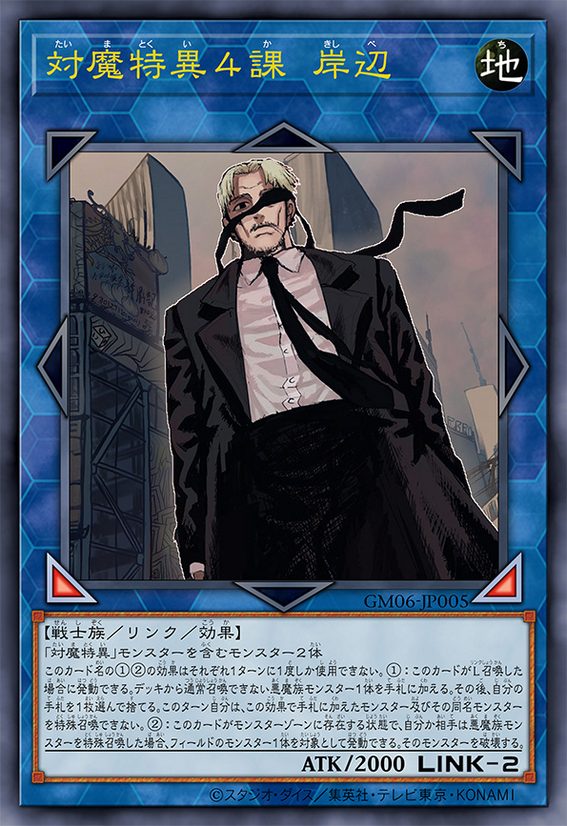 対魔特異４課 岸辺
地
GM06-JP005
【戦士族／リンク／効果】
「対魔特異」モンスターを含むモンスター２体
このカード名の①②の効果はそれぞれ１ターンに１度しか使用できない。①：このカードがL召喚した
場合に発動できる。デッキから通常召喚できない悪魔族モンスター１体を手札に加える。その後、自分の
手札を１枚選んで捨てる。このターン自分は、この効果で手札に加えたモンスター及びその同名モンスター
を特殊召喚できない。②：このカードがモンスターゾーンに存在する状態で、自分か相手は悪魔族モン
スターを特殊召喚した場合、フィールドのモンスター１体を対象として発動できる。そのモンスターを破壊する。
ATK/2000 LINK-2
©スタジオ・ダイス／集英社・テレビ東京・KONAMI